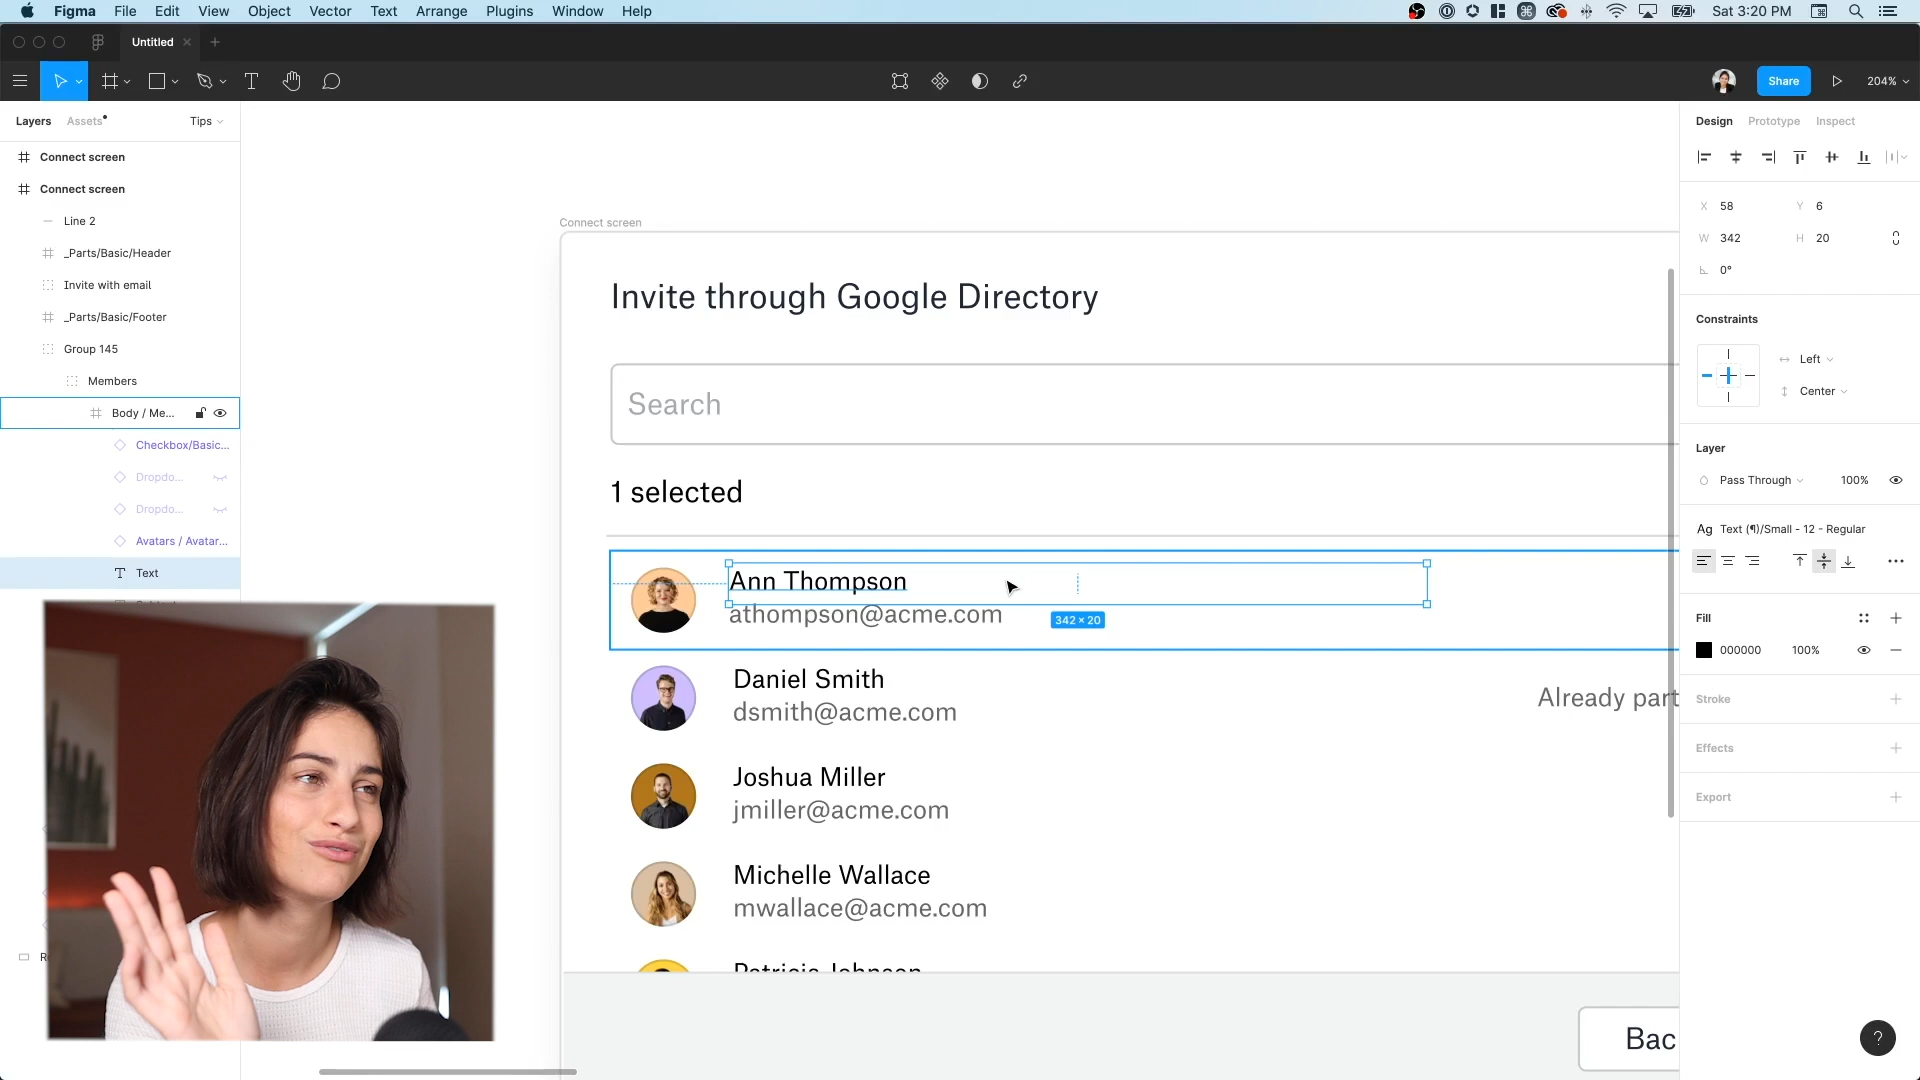 Figma File Edit View Object Vector Text Arrange Plugins Window Help Sat 3:20 PM
Untitled
Share 204%
Layers Assets Tips
Connect screen
Connect screen
Line 2
_Parts/Basic/Header
Invite with email
_Parts/Basic/Footer
Group 145
Members
Body / Me...
Checkbox/Basic...
Dropdo...
Dropdo...
Avatars / Avatar...
Text
Connect screen
Invite through Google Directory
Search
1 selected
Ann Thompson
athompson@acme.com
342 × 20
Daniel Smith
dsmith@acme.com
Already part
Joshua Miller
jmiller@acme.com
Michelle Wallace
mwallace@acme.com
Patricia Johnson
Bac
Design Prototype Inspect
X 58 Y 6
W 342 H 20
0°
Constraints
Left
Center
Layer
Pass Through 100%
Ag Text (¶)/Small - 12 - Regular
Fill
000000 100%
Stroke
Effects
Export
?